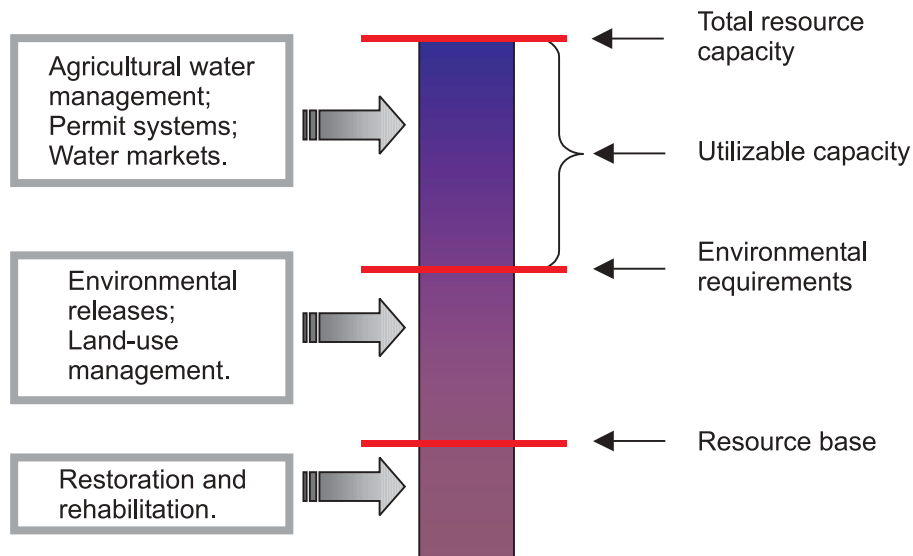 Agricultural water
management;
Permit systems;
Water markets.
Environmental
releases;
Land-use
management.
Restoration and
rehabilitation.
Total resource
capacity
Utilizable capacity
Environmental
requirements
Resource base